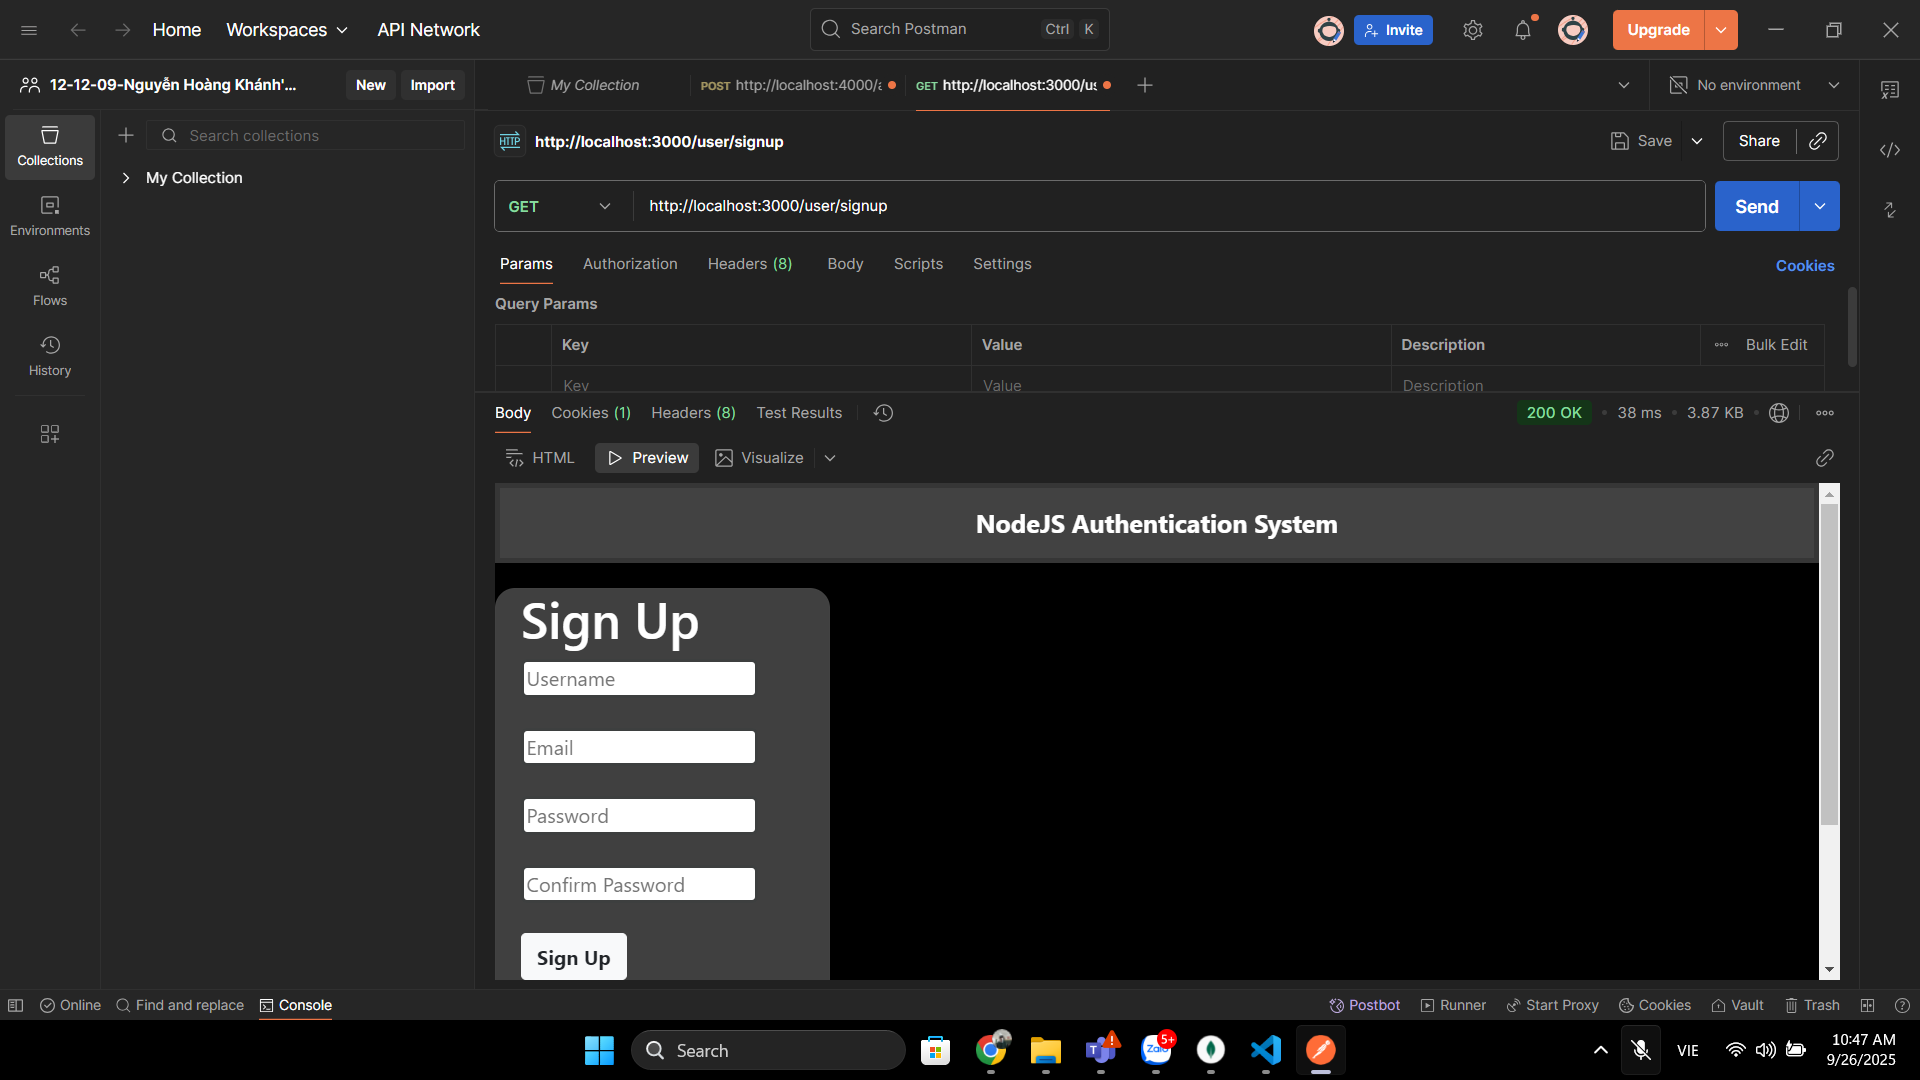 Home Workspaces API Network
Search Postman Ctrl K
Invite Upgrade
12-12-09-Nguyễn Hoàng Khánh'... New Import
My Collection
POST http://localhost:4000/a
GET http://localhost:3000/us
No environment
Search collections
Collections
My Collection
Environments
Flows
History
HTTP http://localhost:3000/user/signup
Save Share
GET http://localhost:3000/user/signup Send
Params Authorization Headers (8) Body Scripts Settings Cookies
Query Params
Key Value Description Bulk Edit
Key Value Description
Body Cookies (1) Headers (8) Test Results 200 OK 38 ms 3.87 KB
HTML Preview Visualize
NodeJS Authentication System
Sign Up
Username
Email
Password
Confirm Password
Sign Up
Online Find and replace Console Postbot Runner Start Proxy Cookies Vault Trash
Search
Zalo 5+
VIE
10:47 AM
9/26/2025